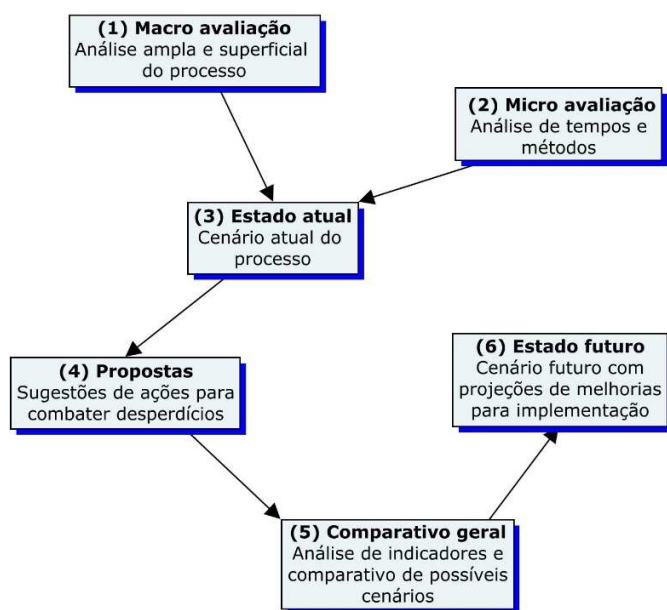 (1) Macro avaliação
Análise ampla e superficial
do processo
(2) Micro avaliação
Análise de tempos e
métodos
(3) Estado atual
Cenário atual do
processo
(4) Propostas
Sugestões de ações para
combater desperdícios
(6) Estado futuro
Cenário futuro com
projeções de melhorias
para implementação
(5) Comparativo geral
Análise de indicadores e
comparativo de possíveis
cenários